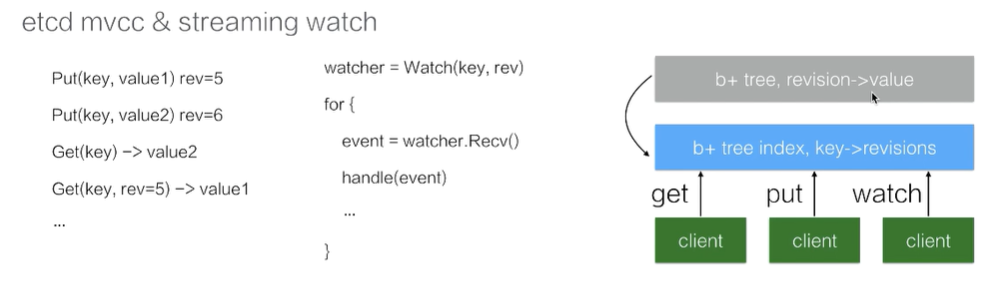 etcd mvcc & streaming watch
Put(key, value1) rev=5
Put(key, value2) rev=6
Get(key) –> value2
Get(key, rev=5) –> value1
...
watcher = Watch(key, rev)
for {
event = watcher.Recv()
handle(event)
...
}
b+ tree, revision->value
b+ tree index, key->revisions
get put watch
client client client